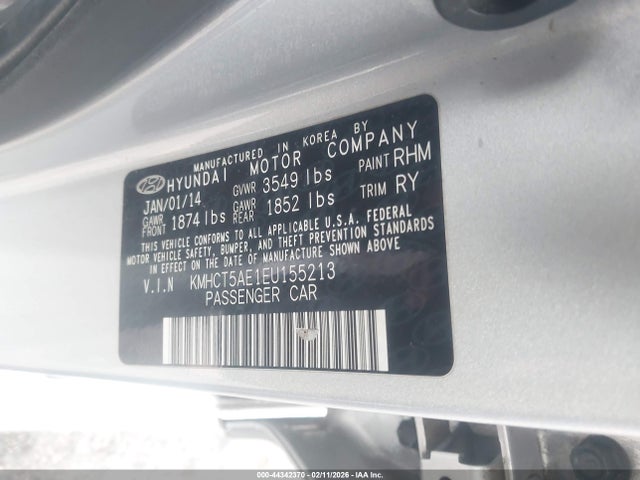 MANUFACTURED IN KOREA BY
HYUNDAI MOTOR COMPANY
JAN/01/14 GVWR 3549 lbs PAINT RHM
GAWR FRONT 1874 lbs GAWR REAR 1852 lbs TRIM RY
THIS VEHICLE CONFORMS TO ALL APPLICABLE U.S.A. FEDERAL
MOTOR VEHICLE SAFETY, BUMPER, AND THEFT PREVENTION STANDARDS
IN EFFECT ON THE DATE OF MANUFACTURE SHOWN ABOVE.
V.I.N KMHCT5AE1EU155213
PASSENGER CAR
000-44342370 - 02/11/2026 - IAA Inc.